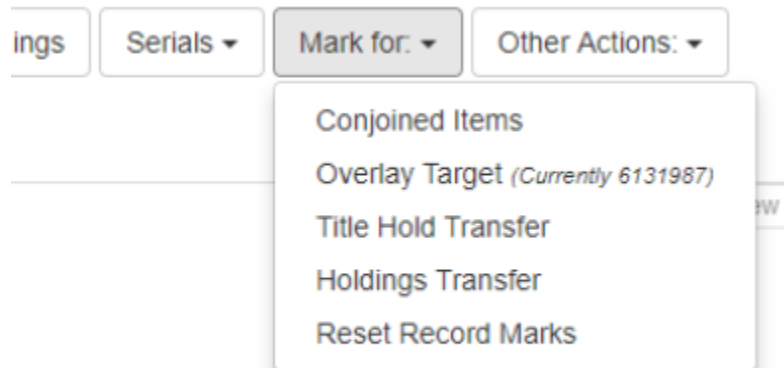 ings Serials Mark for: Other Actions:
Conjoined Items
Overlay Target (Currently 6131987)
Title Hold Transfer
Holdings Transfer
Reset Record Marks